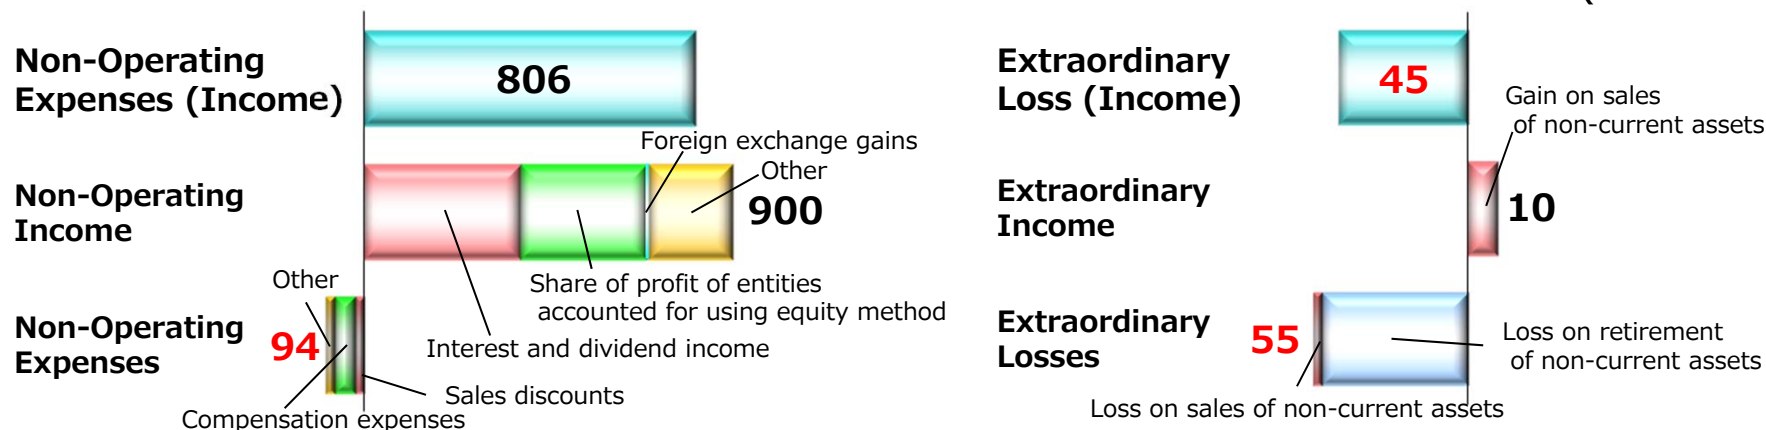 Non-Operating
Expenses (Income)
806
Foreign exchange gains
Other
Non-Operating
Income
900
Share of profit of entities
accounted for using equity method
Interest and dividend income
Other
Non-Operating
Expenses
94
Sales discounts
Compensation expenses
(
Extraordinary
Loss (Income)
45
Gain on sales
of non-current assets
Extraordinary
Income
10
Extraordinary
Losses
55
Loss on retirement
of non-current assets
Loss on sales of non-current assets